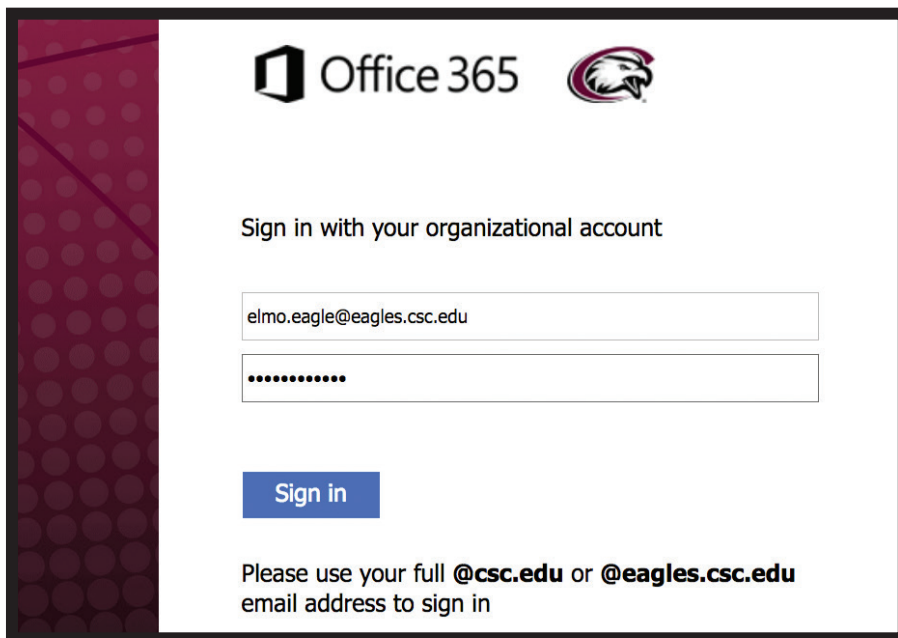 Office 365
Sign in with your organizational account
elmo.eagle@eagles.csc.edu
••••••••••••
Sign in
Please use your full @csc.edu or @eagles.csc.edu
email address to sign in